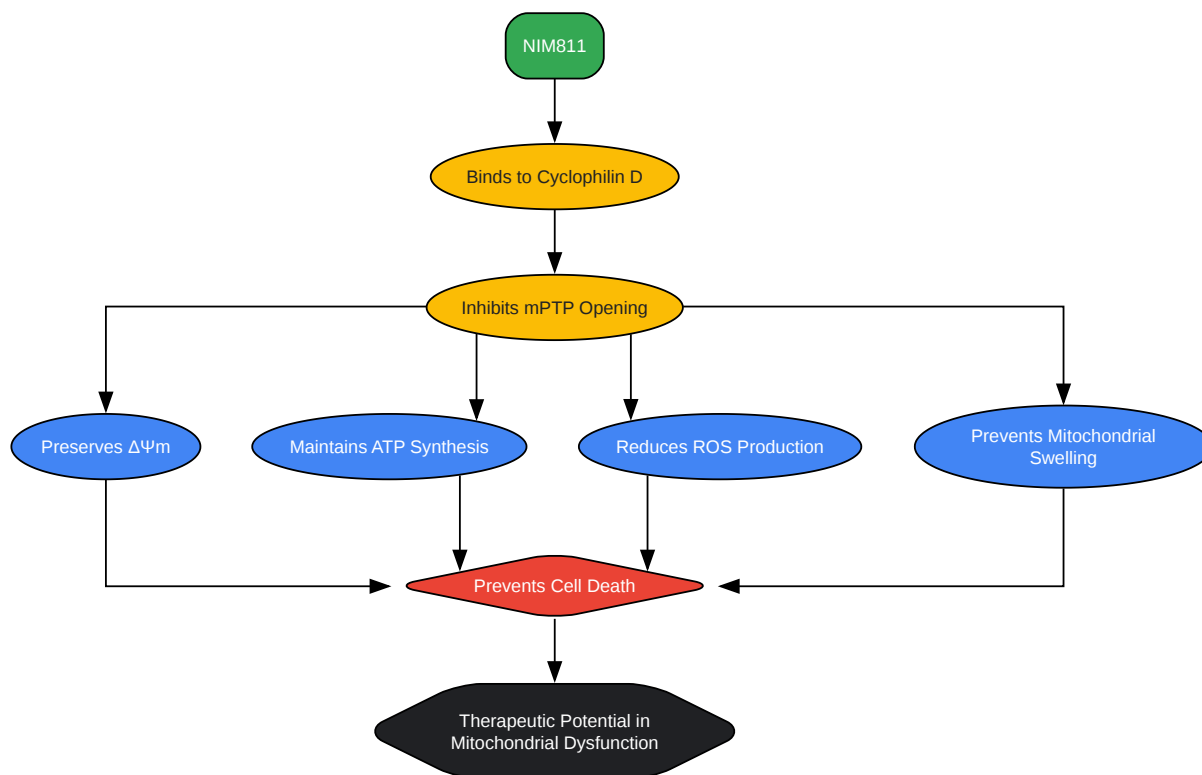 NIM811
Binds to Cyclophilin D
Inhibits mPTP Opening
Preserves ΔΨm
Maintains ATP Synthesis
Reduces ROS Production
Prevents Mitochondrial
Swelling
Prevents Cell Death
Therapeutic Potential in
Mitochondrial Dysfunction